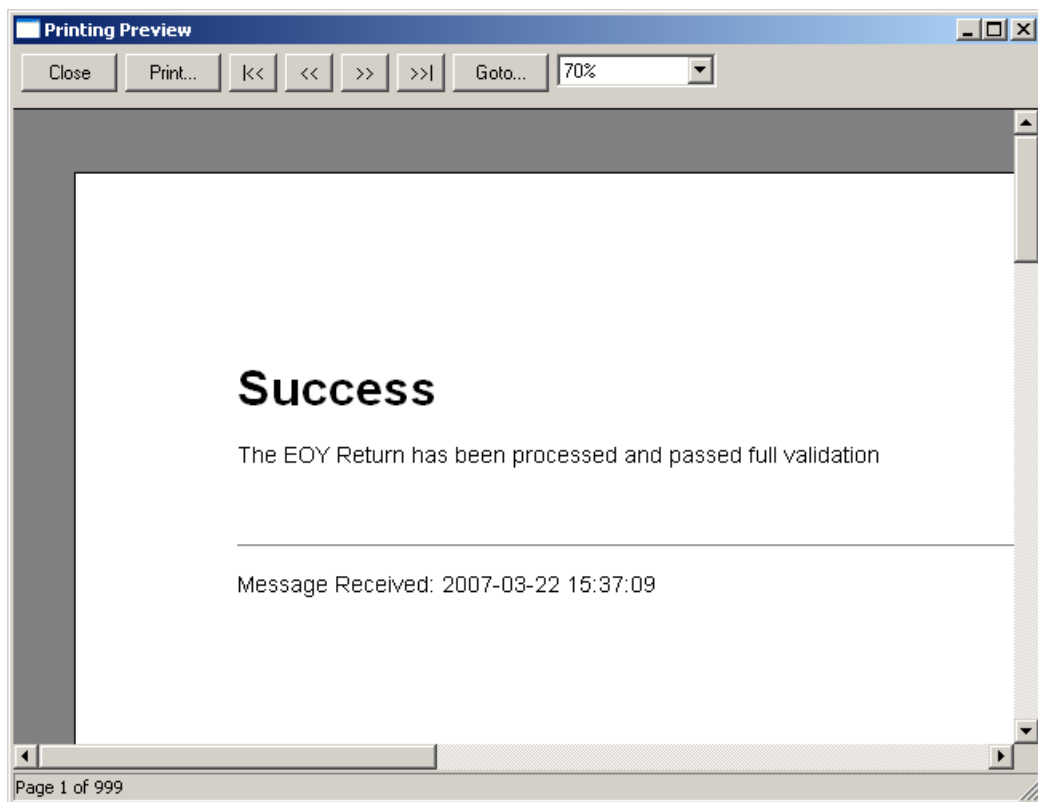 Printing Preview
Close Print... |<< << >> >>| Goto... 70%
Success
The EOY Return has been processed and passed full validation
Message Received: 2007-03-22 15:37:09
Page 1 of 999